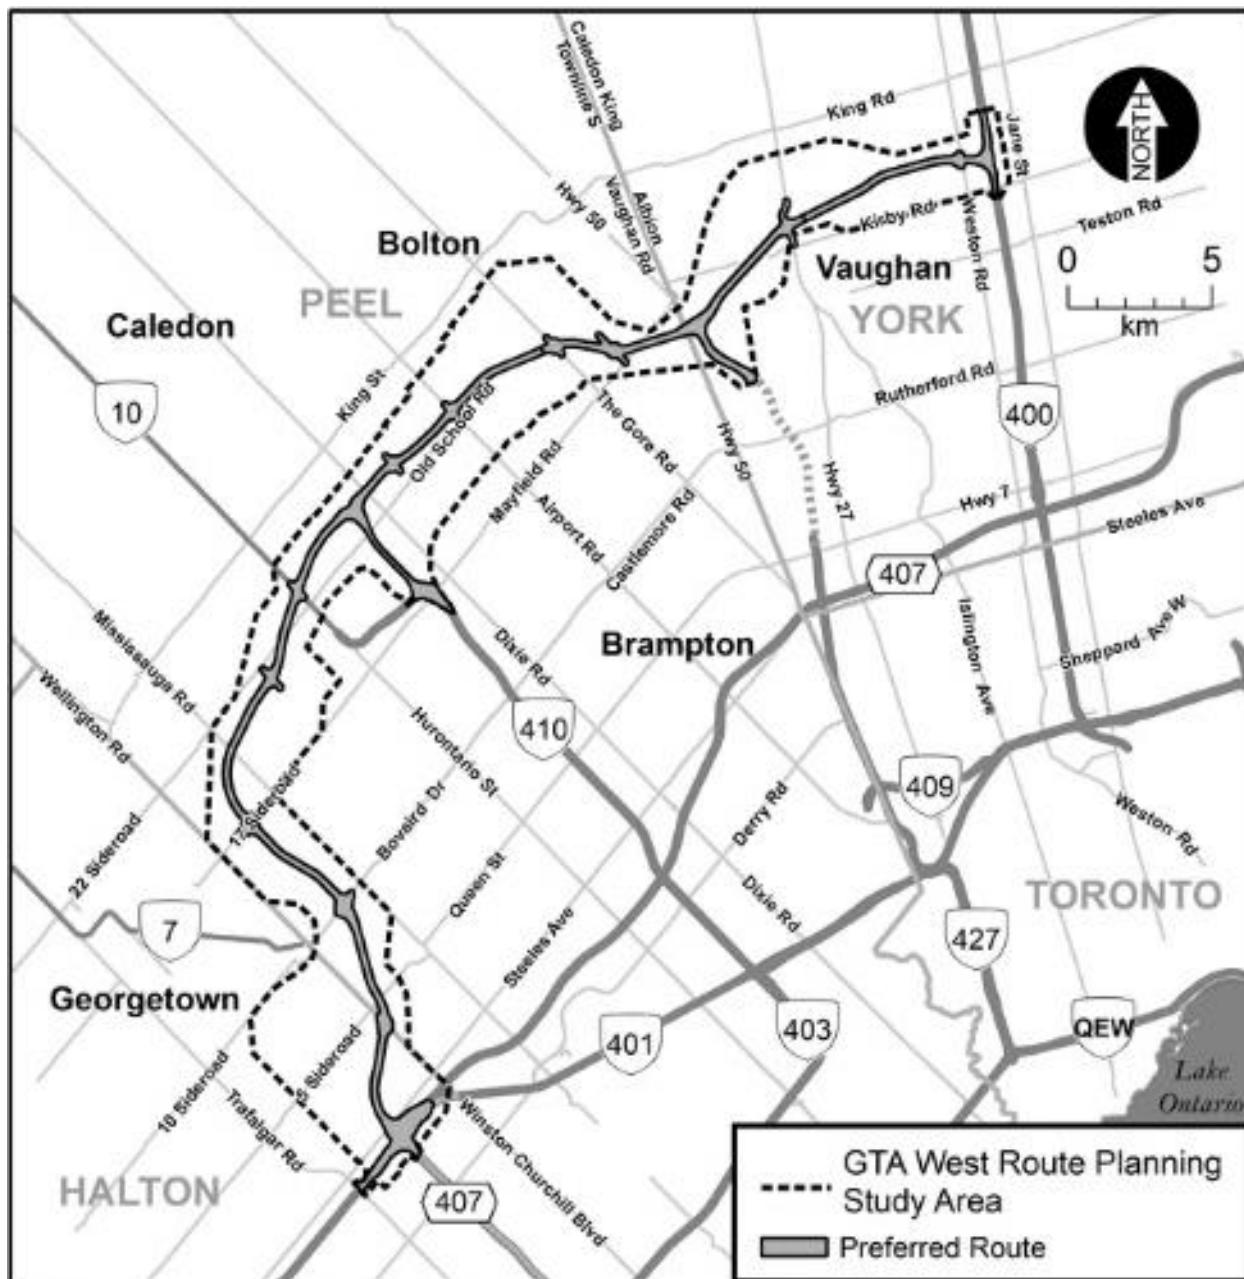 Caledon King
Townline S
King Rd
Jane St
NORTH
Hwy 50
Albion
Vaughan Rd
Kisby Rd
Weston Rd
Teston Rd
Bolton
PEEL
Vaughan
YORK
0 5
km
Caledon
King St
10
Old School Rd
The Gore Rd
Rutherford Rd
400
Mayfield Rd
Hwy 50
Hwy 27
Hwy 7
Steeles Ave
Airport Rd
Castlemore Rd
407
Mississauga Rd
Wellington Rd
Dixie Rd
Brampton
Islington Ave
Sheppard Ave W
Hurontario St
410
409
17 Sideroad
22 Sideroad
Bovaird Dr
Queen St
Derry Rd
Weston Rd
Dixie Rd
TORONTO
7
Steeles Ave
427
Georgetown
401
403
QEW
5 Sideroad
10 Sideroad
Trafalgar Rd
Winston Churchill Blvd
Lake
Ontario
HALTON
407
GTA West Route Planning
Study Area
Preferred Route